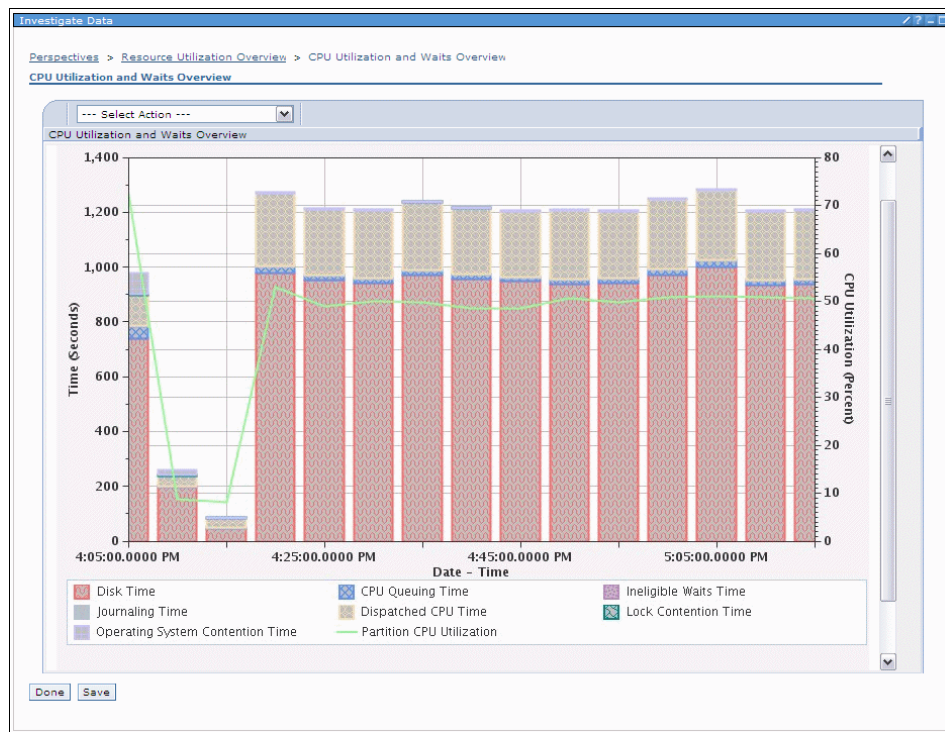 Investigate Data
Perspectives > Resource Utilization Overview > CPU Utilization and Waits Overview
CPU Utilization and Waits Overview
--- Select Action ---
CPU Utilization and Waits Overview
1,400
1,200
1,000
800
600
400
200
0
Time (Seconds)
80
70
60
50
40
30
20
10
0
CPU Utilization (Percent)
4:05:00.0000 PM 4:25:00.0000 PM 4:45:00.0000 PM 5:05:00.0000 PM
Date – Time
Disk Time CPU Queuing Time Ineligible Waits Time
Journaling Time Dispatched CPU Time Lock Contention Time
Operating System Contention Time Partition CPU Utilization
Done Save